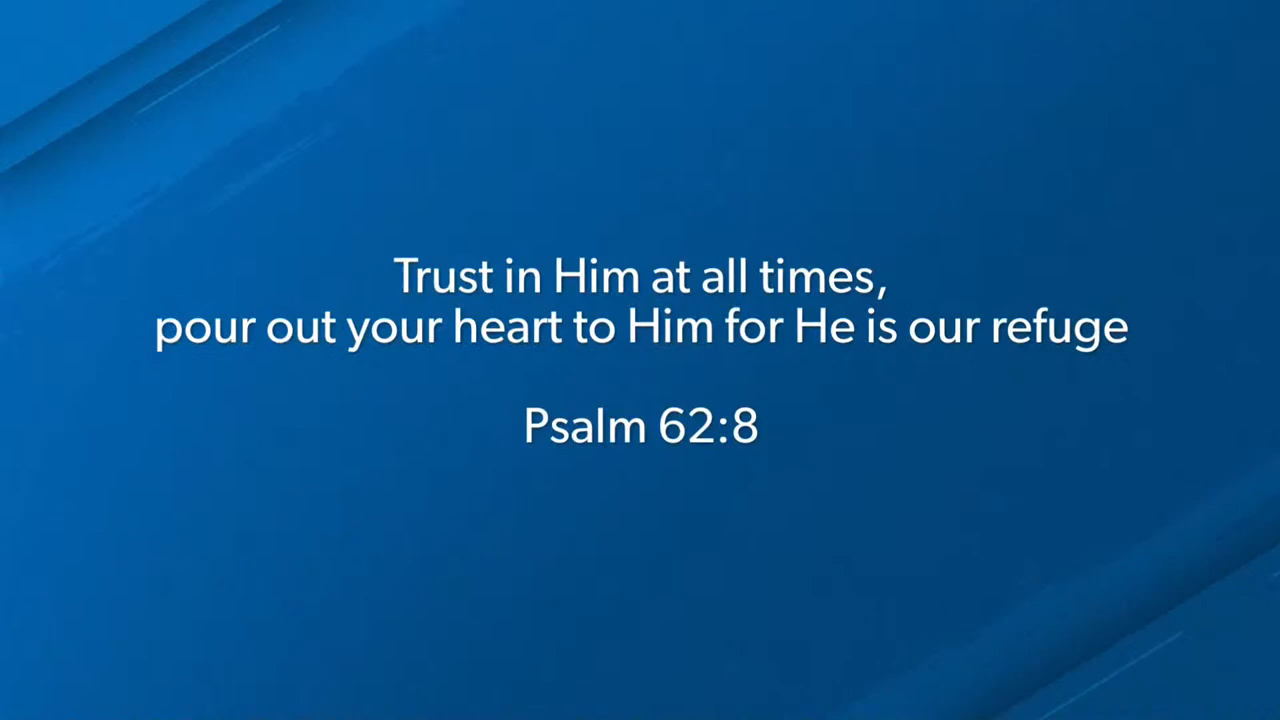 Trust in Him at all times,
pour out your heart to Him for He is our refuge
Psalm 62:8